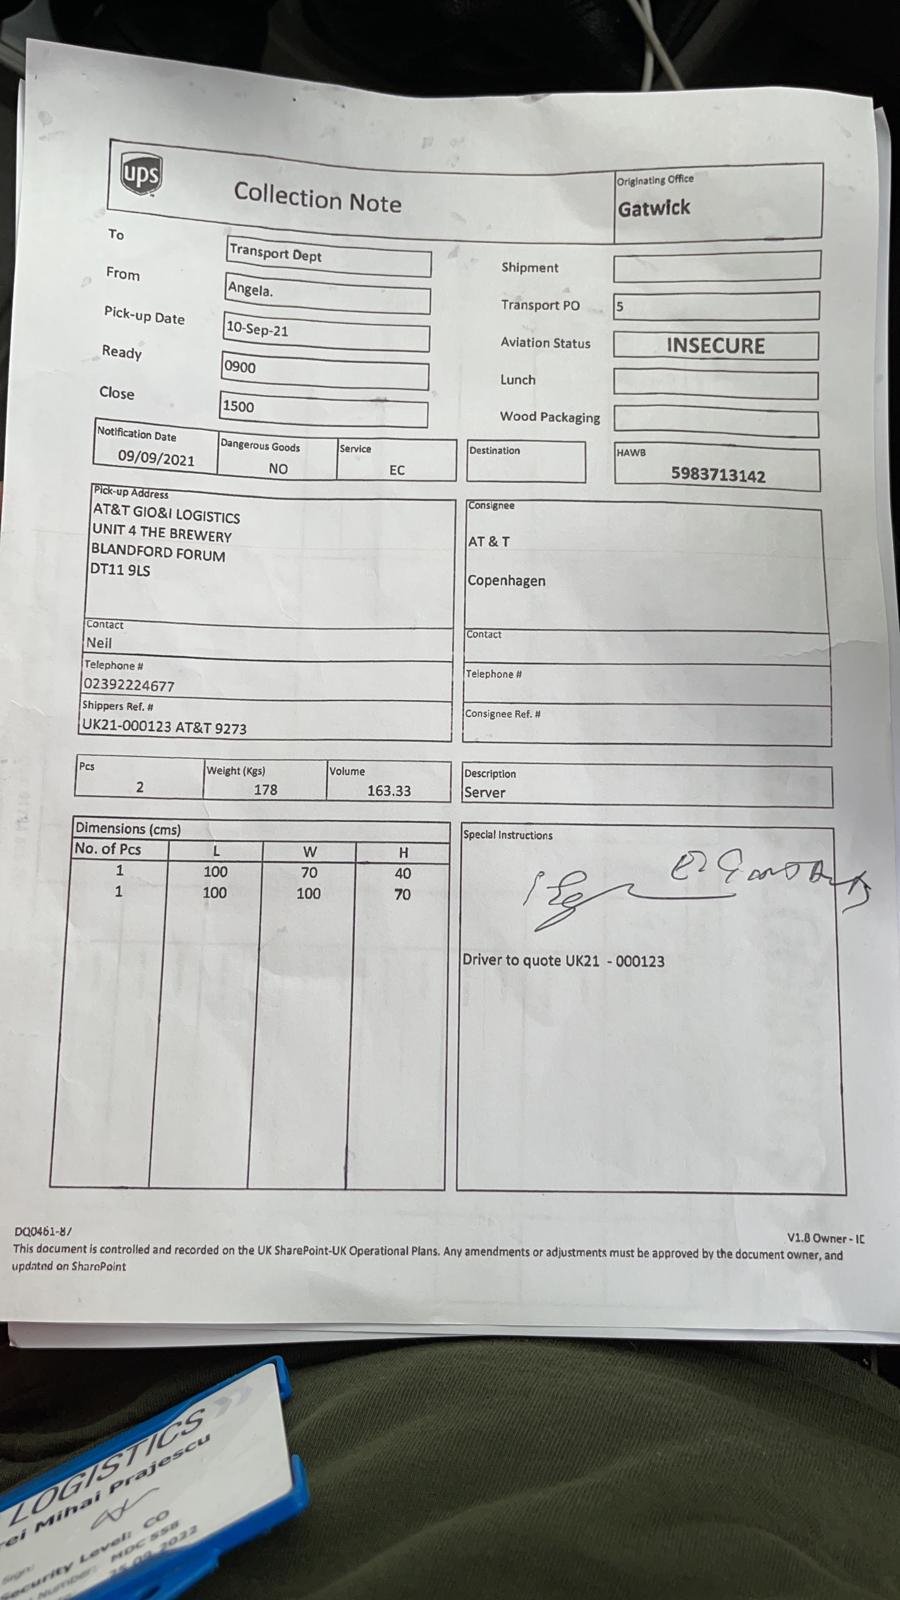 ups
Collection Note
Originating Office
Gatwick
To
Transport Dept
From
Angela.
Pick-up Date
10-Sep-21
Ready
0900
Close
1500
Shipment
Transport PO
5
Aviation Status
INSECURE
Lunch
Wood Packaging
Notification Date
09/09/2021
Dangerous Goods
NO
Service
EC
Destination
HAWB
5983713142
Pick-up Address
AT&T GIO&I LOGISTICS
UNIT 4 THE BREWERY
BLANDFORD FORUM
DT11 9LS
Contact
Neil
Telephone #
02392224677
Shippers Ref. #
UK21-000123 AT&T 9273
Consignee
AT & T
Copenhagen
Contact
Telephone #
Consignee Ref. #
Pcs
2
Weight (Kgs)
178
Volume
163.33
Description
Server
Dimensions (cms)
No. of Pcs L W H
1 100 70 40
1 100 100 70
Special Instructions
Driver to quote UK21 - 000123
DQ0461-87
V1.8 Owner - IE
This document is controlled and recorded on the UK SharePoint-UK Operational Plans. Any amendments or adjustments must be approved by the document owner, and
updated on SharePoint
LOGISTICS
rei Mihai Prajescu
Sign:
Security Level: CO
Number: MDC 558
25.09.2022